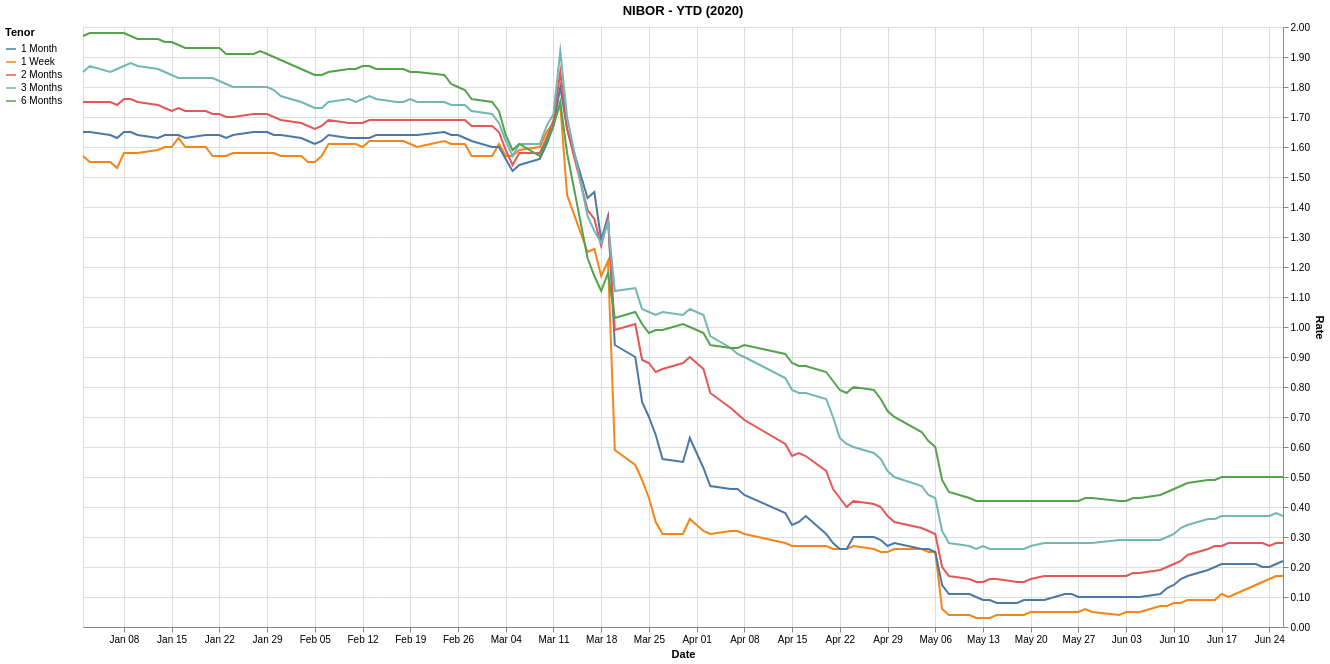 NIBOR - YTD (2020)
Tenor
1 Month
1 Week
2 Months
3 Months
6 Months
2.00
1.90
1.80
1.70
1.60
1.50
1.40
1.30
1.20
1.10
1.00
0.90
0.80
0.70
0.60
0.50
0.40
0.30
0.20
0.10
0.00
Rate
Jan 08 Jan 15 Jan 22 Jan 29 Feb 05 Feb 12 Feb 19 Feb 26 Mar 04 Mar 11 Mar 18 Mar 25 Apr 01 Apr 08 Apr 15 Apr 22 Apr 29 May 06 May 13 May 20 May 27 Jun 03 Jun 10 Jun 17 Jun 24
Date